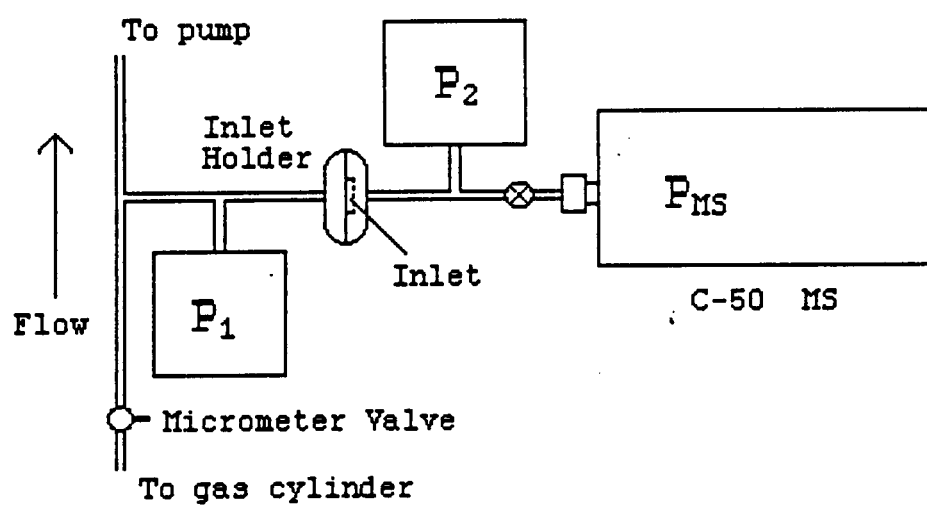 To pump
P2
Inlet
Holder
PMS
Inlet
C-50 MS
P1
Flow
Micrometer Valve
To gas cylinder